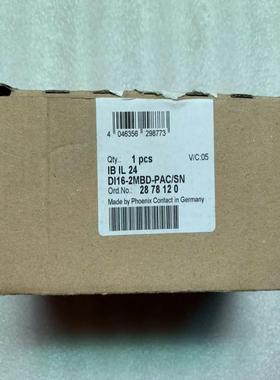 4 046356 298773
Qty.: 1 pcs V/C:05
IB IL 24
DI16-2MBD-PAC/SN
Ord.No.: 28 78 12 0
Made by Phoenix Contact in Germany